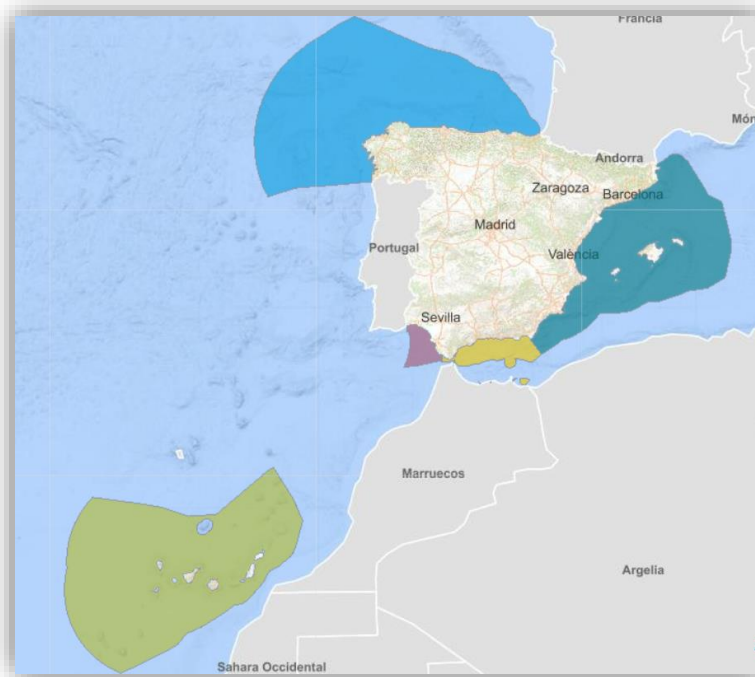 Francia
Món
Andorra
Zaragoza
Barcelona
Madrid
Portugal
València
Sevilla
Marruecos
Argelia
Sahara Occidental